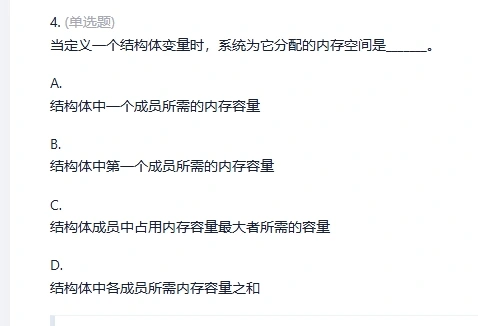 4. (单选题)
当定义一个结构体变量时，系统为它分配的内存空间是______。
A.
结构体中一个成员所需的内存容量
B.
结构体中第一个成员所需的内存容量
C.
结构体成员中占用内存容量最大者所需的容量
D.
结构体中各成员所需内存容量之和